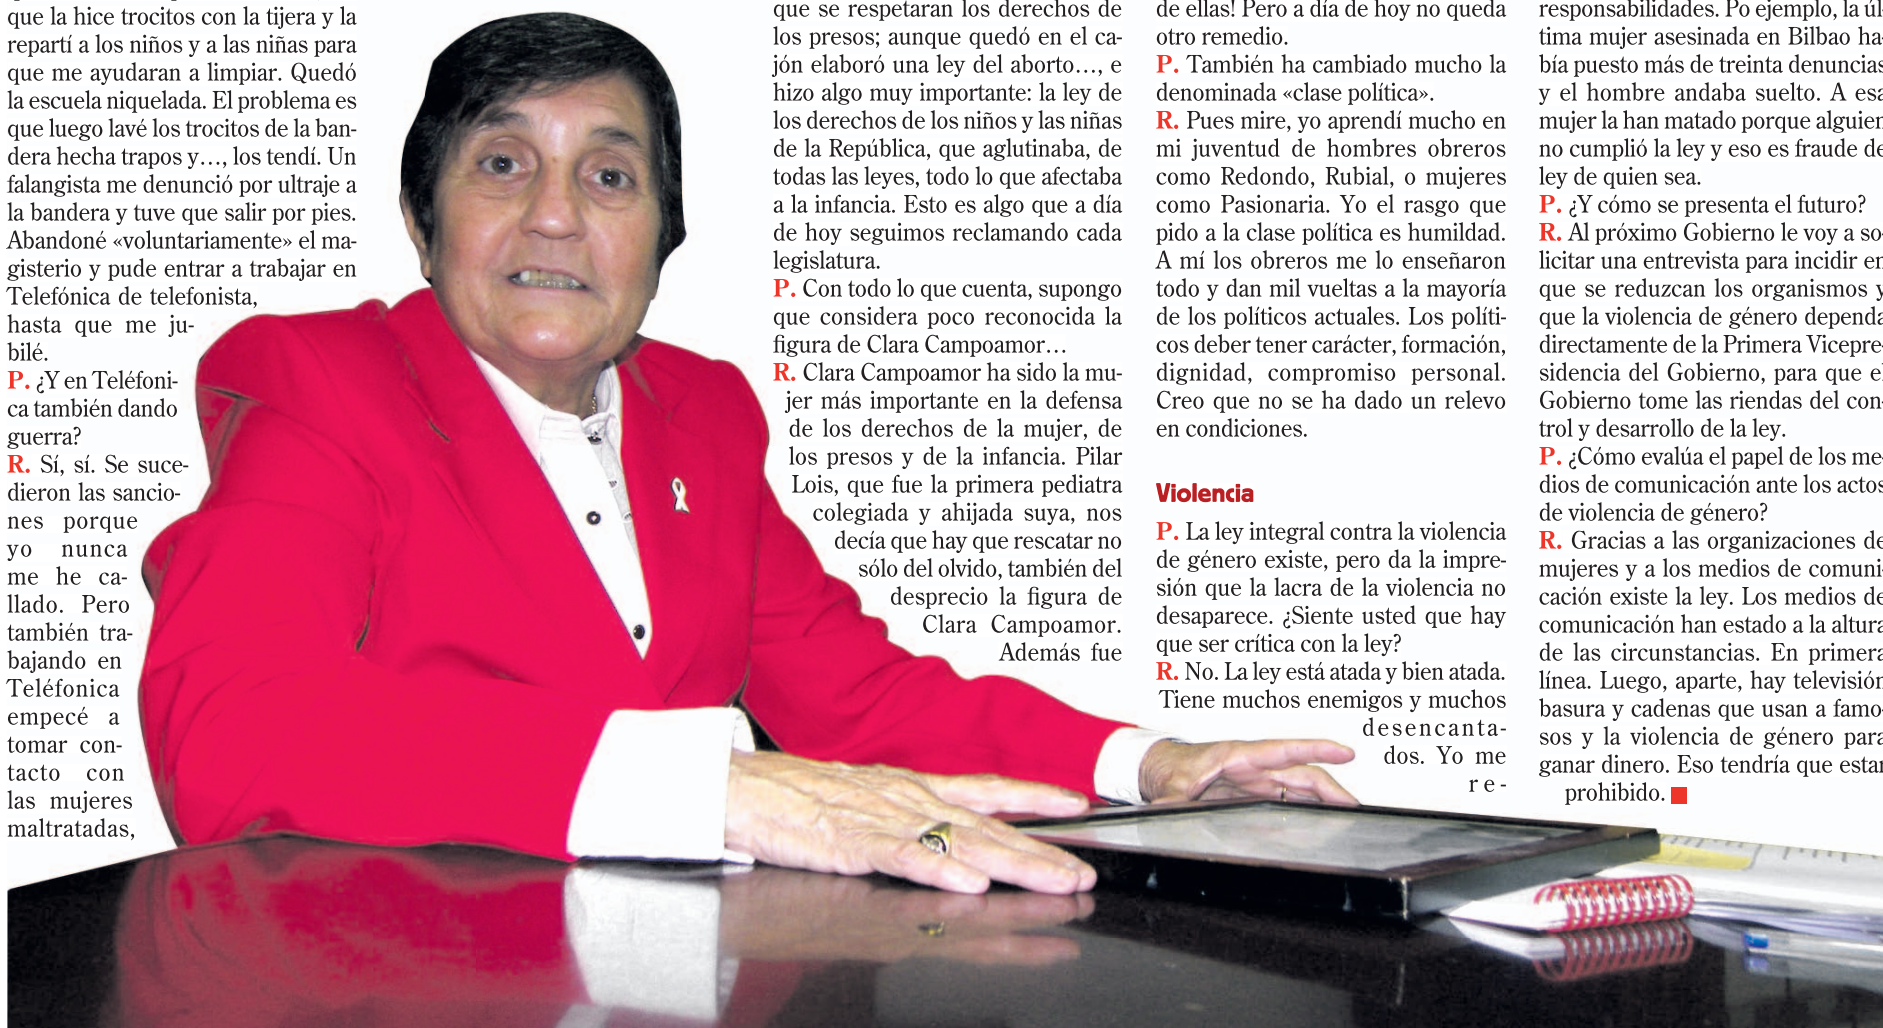 que la hice trocitos con la tijera y la
repartí a los niños y a las niñas para
que me ayudaran a limpiar. Quedó
la escuela niquelada. El problema es
que luego lavé los trocitos de la ban-
dera hecha trapos y…, los tendí. Un
falangista me denunció por ultraje a
la bandera y tuve que salir por pies.
Abandoné «voluntariamente» el ma-
gisterio y pude entrar a trabajar en
Telefónica de telefonista,
hasta que me ju-
bilé.
P. ¿Y en Teléfoni-
ca también dando
guerra?
R. Sí, sí. Se suce-
dieron las sancio-
nes porque
yo nunca
me he ca-
llado. Pero
también tra-
bajando en
Teléfonica
empecé a
tomar con-
tacto con
las mujeres
maltratadas,
que se respetaran los derechos de
los presos; aunque quedó en el ca-
jón elaboró una ley del aborto…, e
hizo algo muy importante: la ley de
los derechos de los niños y las niñas
de la República, que aglutinaba, de
todas las leyes, todo lo que afectaba
a la infancia. Esto es algo que a día
de hoy seguimos reclamando cada
legislatura.
P. Con todo lo que cuenta, supongo
que considera poco reconocida la
figura de Clara Campoamor…
R. Clara Campoamor ha sido la mu-
jer más importante en la defensa
de los derechos de la mujer, de
los presos y de la infancia. Pilar
Lois, que fue la primera pediatra
colegiada y ahijada suya, nos
decía que hay que rescatar no
sólo del olvido, también del
desprecio la figura de
Clara Campoamor.
Además fue
de ellas! Pero a día de hoy no queda
otro remedio.
P. También ha cambiado mucho la
denominada «clase política».
R. Pues mire, yo aprendí mucho en
mi juventud de hombres obreros
como Redondo, Rubial, o mujeres
como Pasionaria. Yo el rasgo que
pido a la clase política es humildad.
A mí los obreros me lo enseñaron
todo y dan mil vueltas a la mayoría
de los políticos actuales. Los políti-
cos deber tener carácter, formación,
dignidad, compromiso personal.
Creo que no se ha dado un relevo
en condiciones.
Violencia
P. La ley integral contra la violencia
de género existe, pero da la impre-
sión que la lacra de la violencia no
desaparece. ¿Siente usted que hay
que ser crítica con la ley?
R. No. La ley está atada y bien atada.
Tiene muchos enemigos y muchos
desencanta-
dos. Yo me
re-
responsabilidades. Po ejemplo, la úl-
tima mujer asesinada en Bilbao ha-
bía puesto más de treinta denuncias
y el hombre andaba suelto. A esa
mujer la han matado porque alguien
no cumplió la ley y eso es fraude de
ley de quien sea.
P. ¿Y cómo se presenta el futuro?
R. Al próximo Gobierno le voy a so-
licitar una entrevista para incidir en
que se reduzcan los organismos y
que la violencia de género dependa
directamente de la Primera Vicepre-
sidencia del Gobierno, para que el
Gobierno tome las riendas del con-
trol y desarrollo de la ley.
P. ¿Cómo evalúa el papel de los me-
dios de comunicación ante los actos
de violencia de género?
R. Gracias a las organizaciones de
mujeres y a los medios de comuni-
cación existe la ley. Los medios de
comunicación han estado a la altura
de las circunstancias. En primera
línea. Luego, aparte, hay televisión
basura y cadenas que usan a famo-
sos y la violencia de género para
ganar dinero. Eso tendría que estar
prohibido.